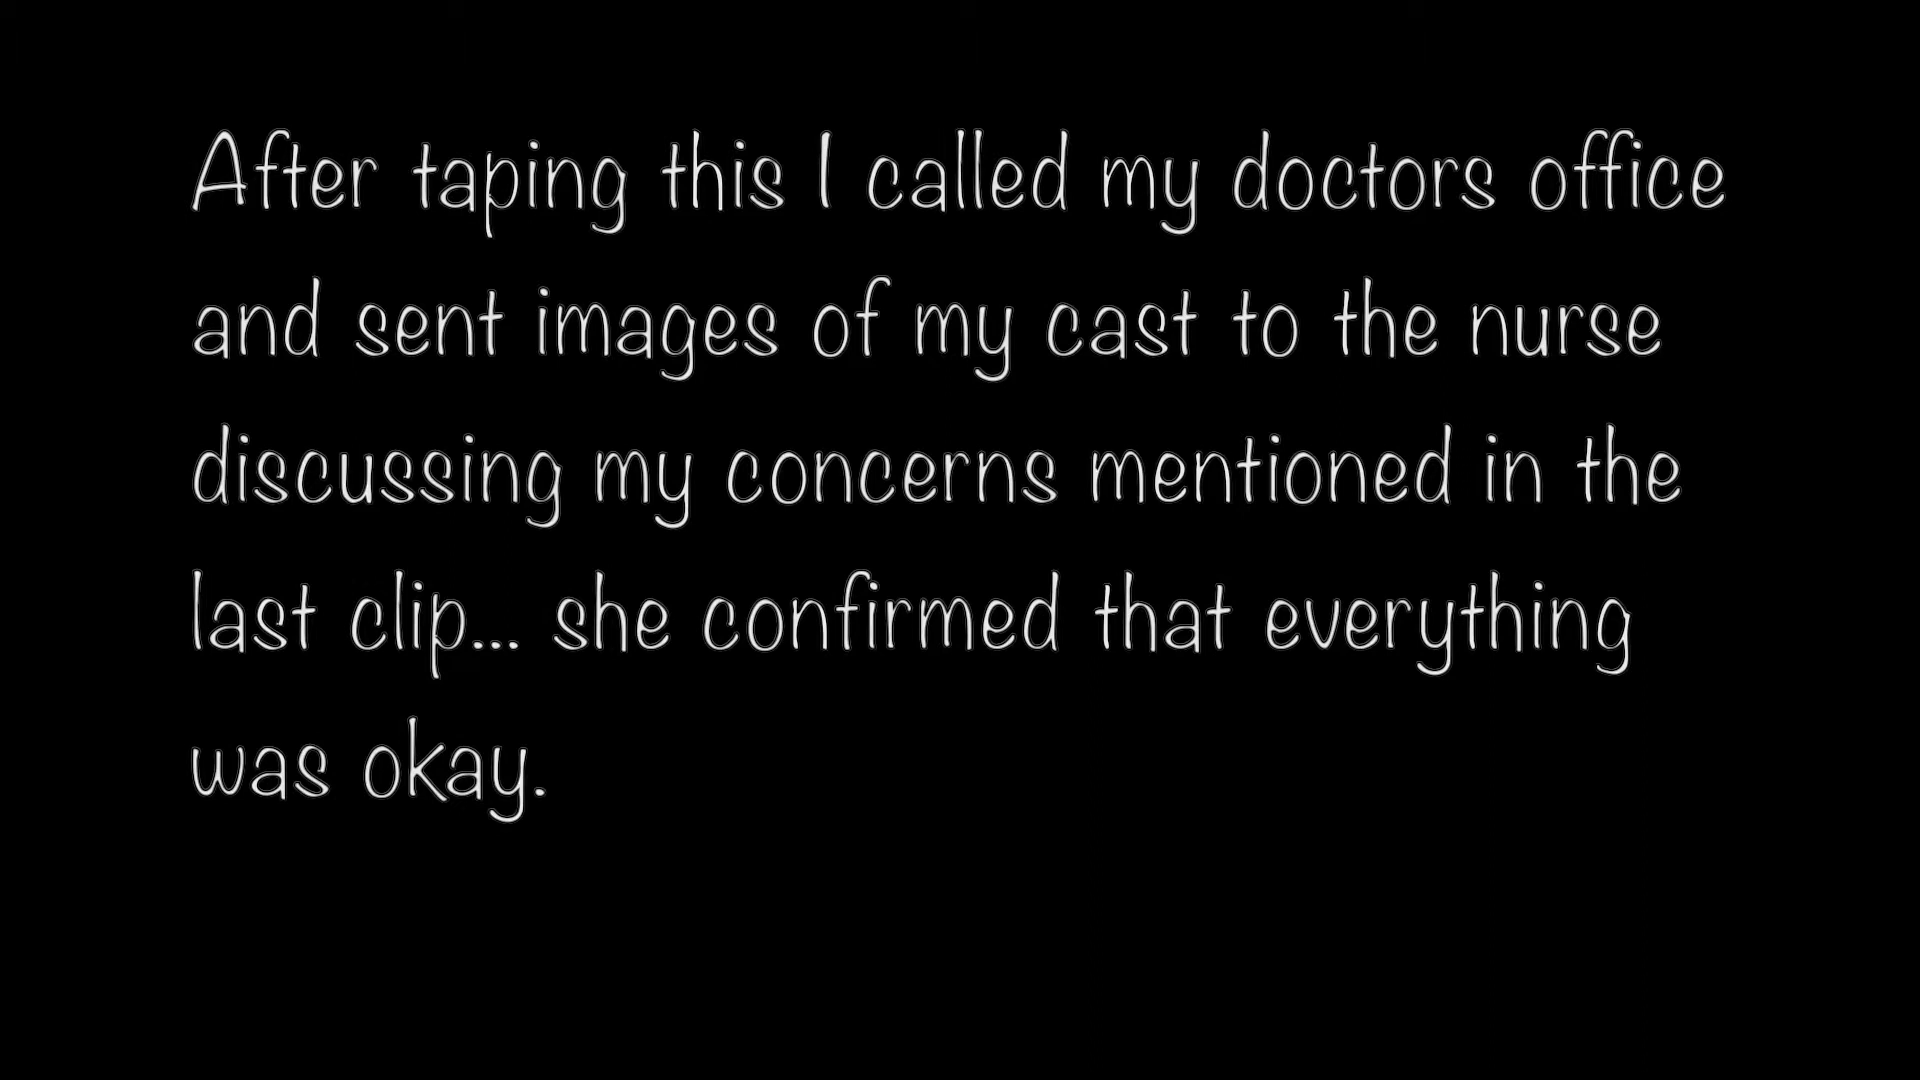 After taping this I called my doctors office
and sent images of my cast to the nurse
discussing my concerns mentioned in the
last clip... she confirmed that everything
was okay.